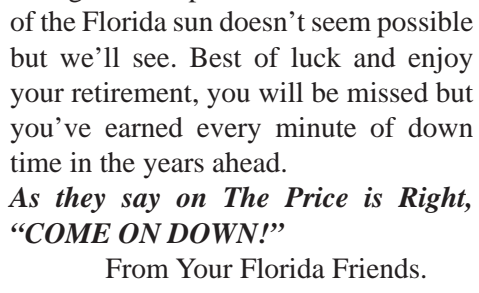 of the Florida sun doesn’t seem possible
but we’ll see. Best of luck and enjoy
your retirement, you will be missed but
you’ve earned every minute of down
time in the years ahead.
As they say on The Price is Right,
“COME ON DOWN!”
From Your Florida Friends.